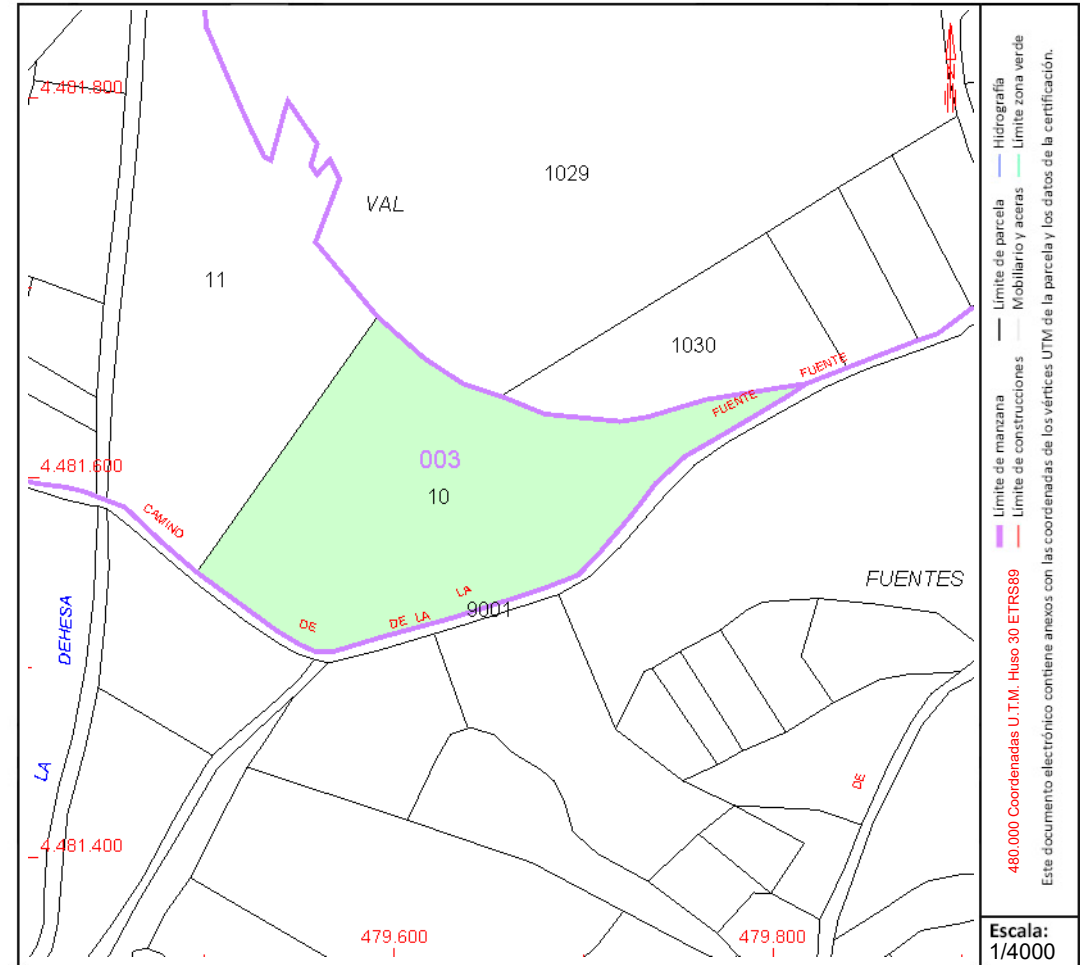 4.481.800
1029
VAL
11
1030
FUENTE
FUENTE
003
4.481.600
10
CAMINO
FUENTES
LA
9001
DE LA
DE
DEHESA
LA
DE
4.481.400
479.600
479.800
Límite de manzana
Límite de parcela
Hidrografía
Límite de construcciones
Mobiliario y aceras
Límite zona verde
480.000 Coordenadas U.T.M. Huso 30 ETRS89
Este documento electrónico contiene anexos con las coordenadas de los vértices UTM de la parcela y los datos de la certificación.
Escala:
1/4000